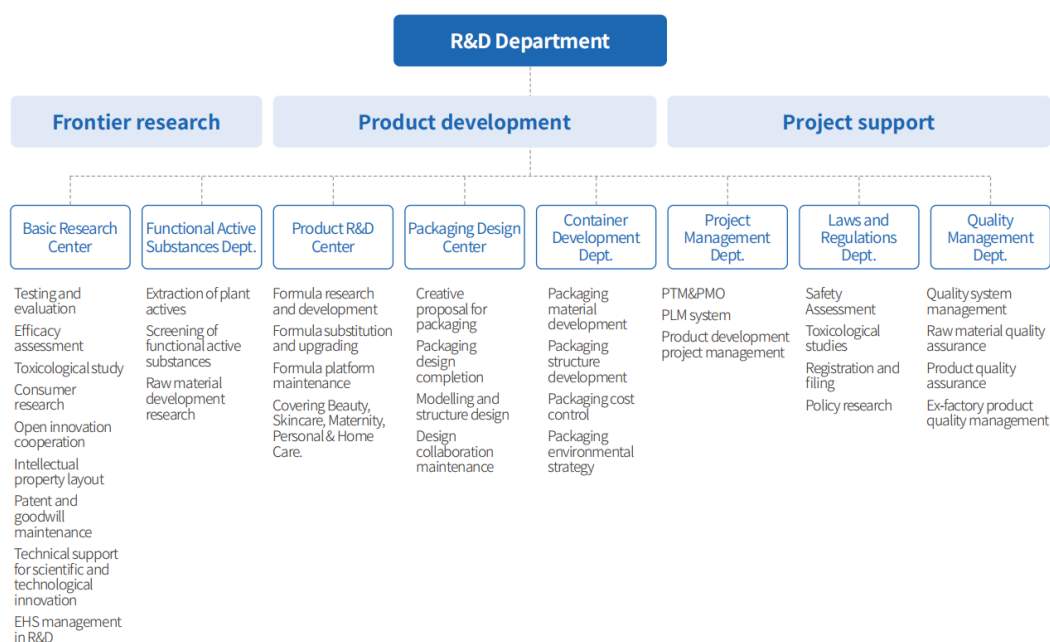 R&D Department
Frontier research
Product development
Project support
Basic Research
Center
Functional Active
Substances Dept.
Product R&D
Center
Packaging Design
Center
Container
Development
Dept.
Project
Management
Dept.
Laws and
Regulations
Dept.
Quality
Management
Dept.
Testing and
evaluation
Efficacy
assessment
Toxicological study
Consumer
research
Open innovation
cooperation
Intellectual
property layout
Patent and
goodwill
maintenance
Technical support
for scientific and
technological
innovation
EHS management
in R&D
Extraction of plant
actives
Screening of
functional active
substances
Raw material
development
research
Formula research
and development
Formula substitution
and upgrading
Formula platform
maintenance
Covering Beauty,
Skincare, Maternity,
Personal & Home
Care.
Creative
proposal for
packaging
Packaging
design
completion
Modelling and
structure design
Design
collaboration
maintenance
Packaging
material
development
Packaging
structure
development
Packaging cost
control
Packaging
environmental
strategy
PTM&PMO
PLM system
Product development
project management
Safety
Assessment
Toxicological
studies
Registration and
filing
Policy research
Quality system
management
Raw material quality
assurance
Product quality
assurance
Ex-factory product
quality management